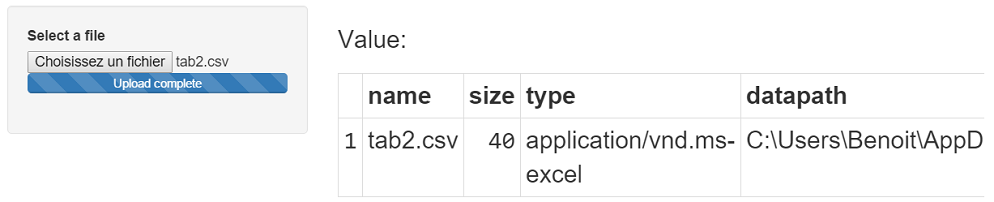 Select a file
Choisissez un fichier tab2.csv
Upload complete
Value:
name size type datapath
1 tab2.csv 40 application/vnd.ms-
excel
C:\Users\Benoit\AppD